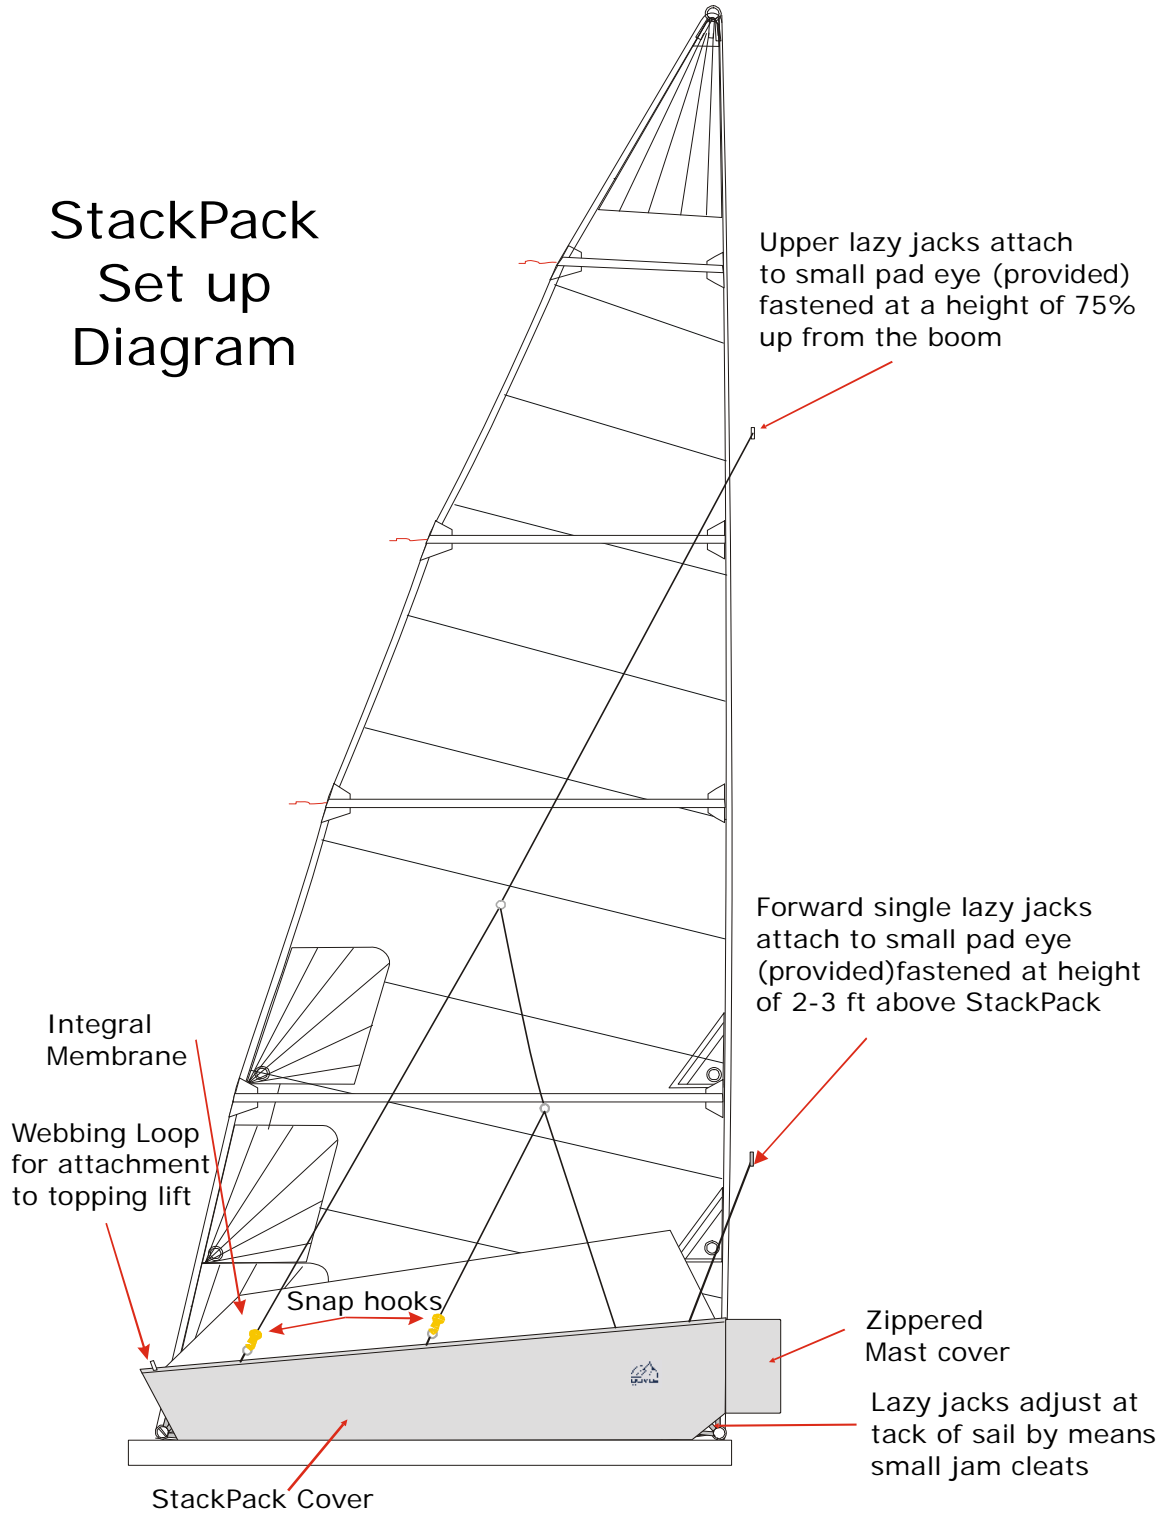 StackPack
Set up
Diagram
Upper lazy jacks attach
to small pad eye (provided)
fastened at a height of 75%
up from the boom
Forward single lazy jacks
attach to small pad eye
(provided)fastened at height
of 2-3 ft above StackPack
Integral
Membrane
Webbing Loop
for attachment
to topping lift
Snap hooks
Zippered
Mast cover
Lazy jacks adjust at
tack of sail by means
small jam cleats
StackPack Cover